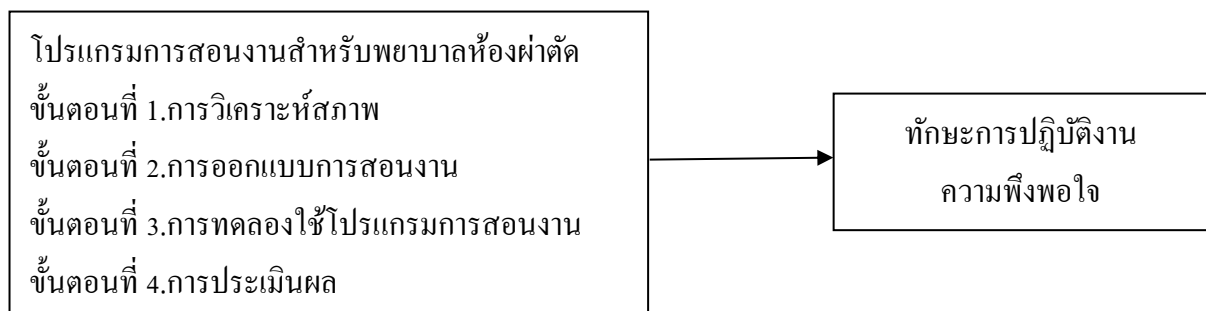 โปรแกรมการสอนงานสำหรับพยาบาลห้องผ่าตัด
ขั้นตอนที่ 1.การวิเคราะห์สภาพ
ขั้นตอนที่ 2.การออกแบบการสอนงาน
ขั้นตอนที่ 3.การทดลองใช้โปรแกรมการสอนงาน
ขั้นตอนที่ 4.การประเมินผล
ทักษะการปฏิบัติงาน
ความพึงพอใจ